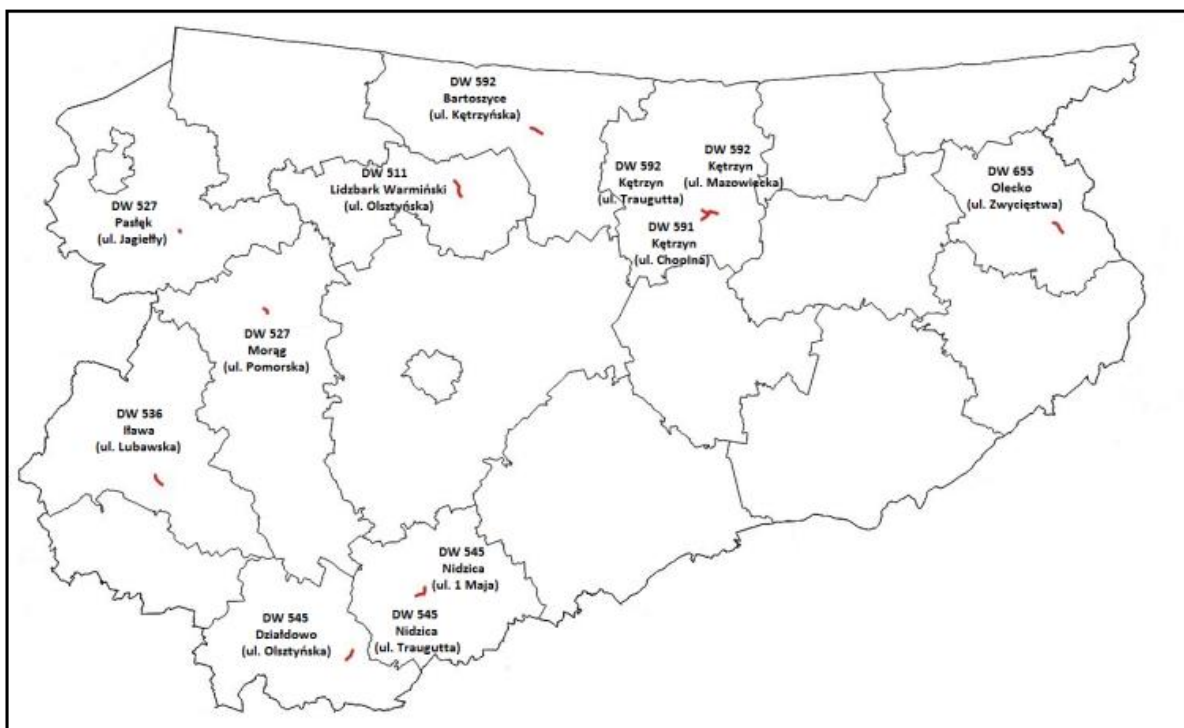 DW 592
Bartoszyce
(ul. Kętrzyńska)
DW 592
Kętrzyn
(ul. Mazowiecka)
DW 592
Kętrzyn
(ul. Traugutta)
DW 655
Olecko
(ul. Zwycięstwa)
DW 511
Lidzbark Warmiński
(ul. Olsztyńska)
DW 527
Pasłęk
(ul. Jagiełły)
DW 591
Kętrzyn
(ul. Chopina)
DW 527
Morąg
(ul. Pomorska)
DW 536
Iława
(ul. Lubawska)
DW 545
Nidzica
(ul. 1 Maja)
DW 545
Działdowo
(ul. Olsztyńska)
DW 545
Nidzica
(ul. Traugutta)